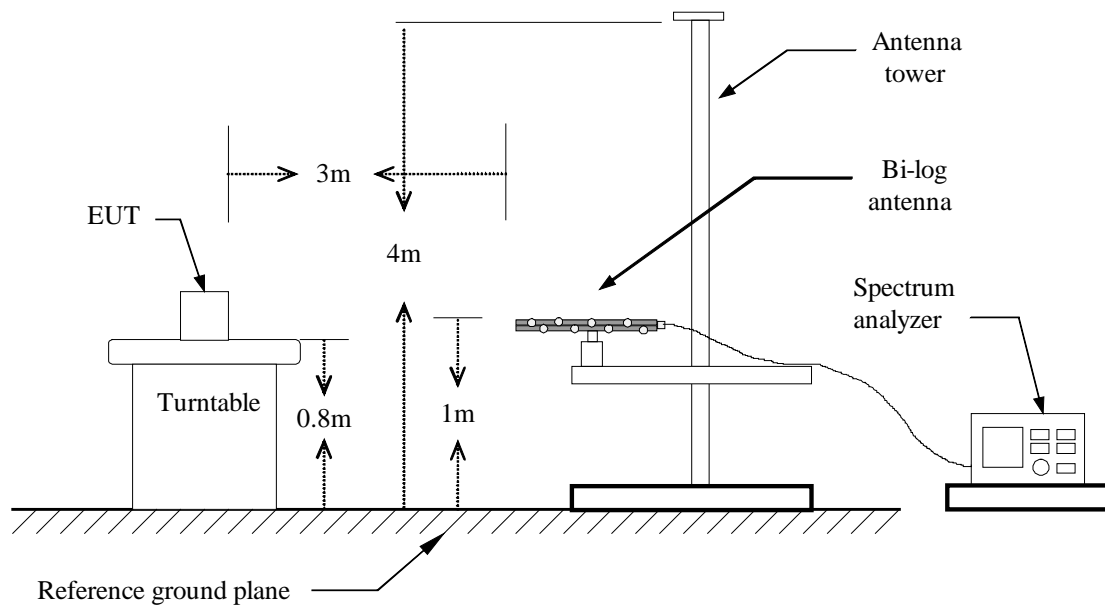 Antenna
tower
3m
Bi-log
antenna
EUT
4m
Spectrum
analyzer
Turntable
0.8m
1m
Reference ground plane